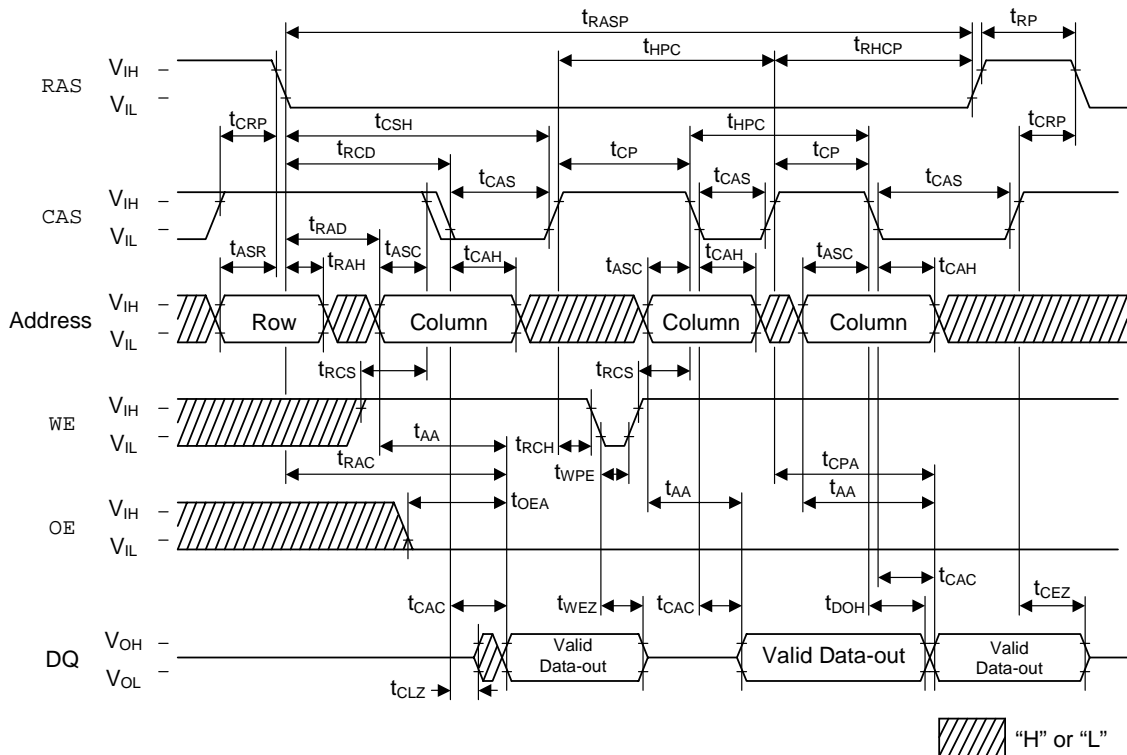 tRASP
tRP
tHPC
tRHCP
RAS
VIH
VIL
tCRP
tCSH
tHPC
tCRP
tRCD
tCP
tCP
tCAS
tCAS
tCAS
CAS
VIH
VIL
tRAD
tASR
tRAH
tASC
tCAH
tASC
tCAH
tASC
tCAH
Address
VIH
VIL
Row
Column
Column
Column
tRCS
tRCS
WE
VIH
VIL
tAA
tRCH
tRAC
tWPE
tCPA
tOEA
tAA
tAA
OE
VIH
VIL
tCAC
tCAC
tWEZ
tCAC
tDOH
tCEZ
DQ
VOH
VOL
Valid
Data-out
Valid Data-out
Valid
Data-out
tCLZ
“H” or “L”